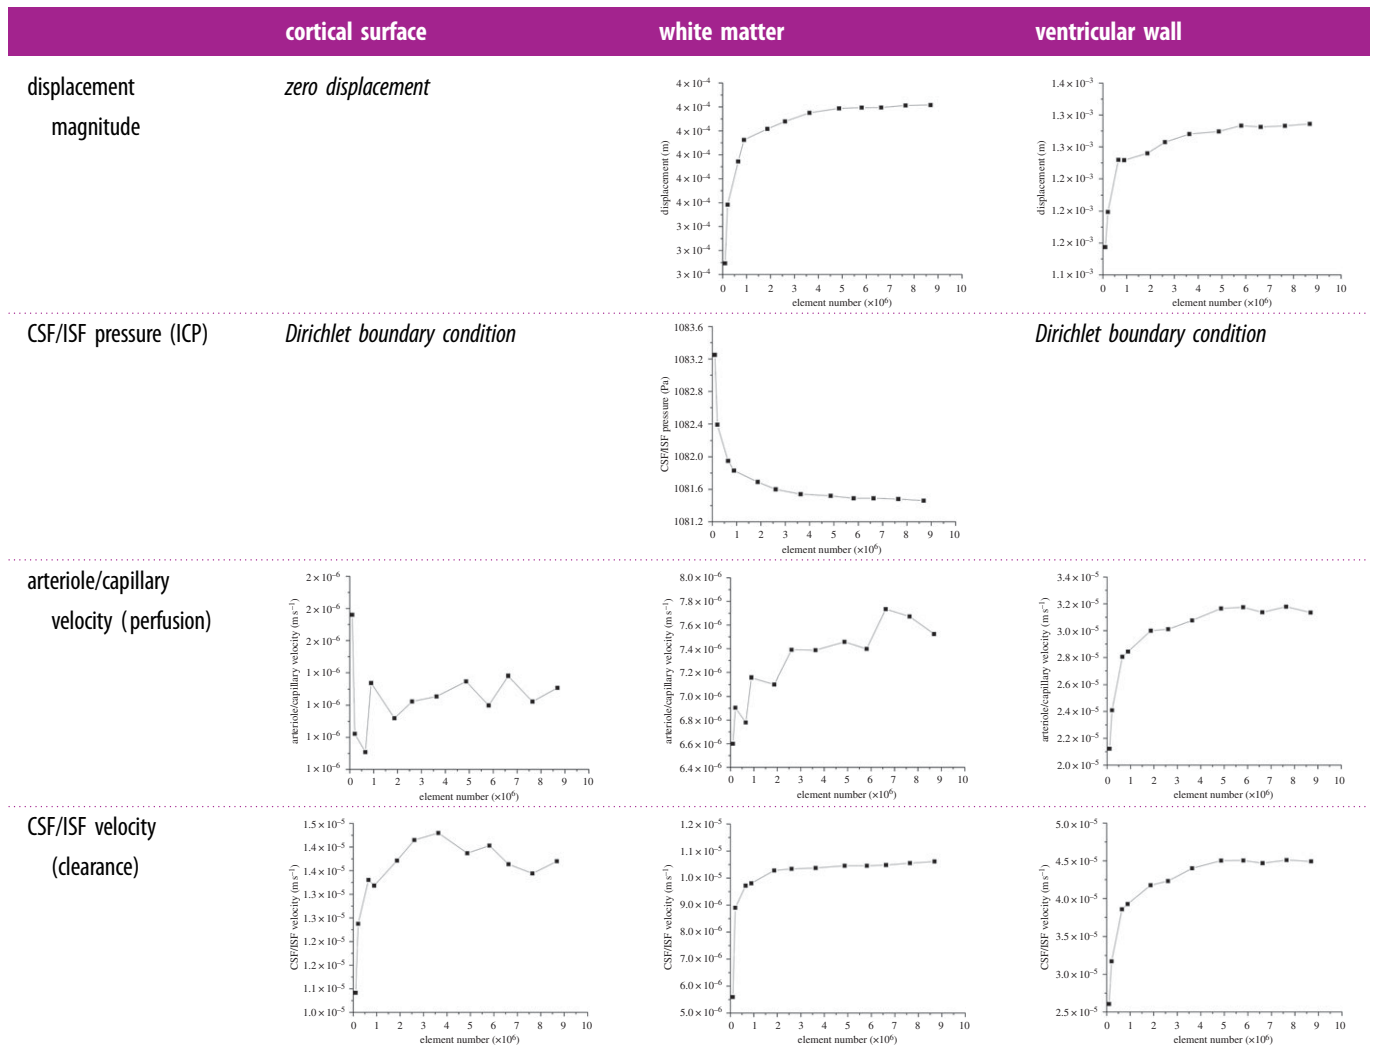 cortical surface white matter ventricular wall
displacement
magnitude
zero displacement
4 × 10⁻⁴
4 × 10⁻⁴
4 × 10⁻⁴
4 × 10⁻⁴
4 × 10⁻⁴
4 × 10⁻⁴
3 × 10⁻⁴
3 × 10⁻⁴
3 × 10⁻⁴
displacement (m)
0 1 2 3 4 5 6 7 8 9 10
element number (×10⁶)
1.4 × 10⁻³
1.3 × 10⁻³
1.3 × 10⁻³
1.2 × 10⁻³
1.2 × 10⁻³
1.2 × 10⁻³
1.1 × 10⁻³
displacement (m)
0 1 2 3 4 5 6 7 8 9 10
element number (×10⁶)
CSF/ISF pressure (ICP)
Dirichlet boundary condition
1083.6
1083.2
1082.8
1082.4
1082.0
1081.6
1081.2
CSF/ISF pressure (Pa)
0 1 2 3 4 5 6 7 8 9 10
element number (×10⁶)
Dirichlet boundary condition
arteriole/capillary
velocity (perfusion)
2 × 10⁻⁶
2 × 10⁻⁶
2 × 10⁻⁶
1 × 10⁻⁶
1 × 10⁻⁶
1 × 10⁻⁶
1 × 10⁻⁶
arteriole/capillary velocity (m s⁻¹)
0 1 2 3 4 5 6 7 8 9 10
element number (×10⁶)
8.0 × 10⁻⁶
7.8 × 10⁻⁶
7.6 × 10⁻⁶
7.4 × 10⁻⁶
7.2 × 10⁻⁶
7.0 × 10⁻⁶
6.8 × 10⁻⁶
6.6 × 10⁻⁶
6.4 × 10⁻⁶
arteriole/capillary velocity (m s⁻¹)
0 1 2 3 4 5 6 7 8 9 10
element number (×10⁶)
3.4 × 10⁻⁵
3.2 × 10⁻⁵
3.0 × 10⁻⁵
2.8 × 10⁻⁵
2.6 × 10⁻⁵
2.4 × 10⁻⁵
2.2 × 10⁻⁵
2.0 × 10⁻⁵
arteriole/capillary velocity (m s⁻¹)
0 1 2 3 4 5 6 7 8 9 10
element number (×10⁶)
CSF/ISF velocity
(clearance)
1.5 × 10⁻⁵
1.4 × 10⁻⁵
1.4 × 10⁻⁵
1.3 × 10⁻⁵
1.3 × 10⁻⁵
1.2 × 10⁻⁵
1.2 × 10⁻⁵
1.1 × 10⁻⁵
1.0 × 10⁻⁵
CSF/ISF velocity (m s⁻¹)
0 1 2 3 4 5 6 7 8 9 10
element number (×10⁶)
1.2 × 10⁻⁵
1.1 × 10⁻⁵
1.0 × 10⁻⁵
9.0 × 10⁻⁶
8.0 × 10⁻⁶
7.0 × 10⁻⁶
6.0 × 10⁻⁶
5.0 × 10⁻⁶
CSF/ISF velocity (m s⁻¹)
0 1 2 3 4 5 6 7 8 9 10
element number (×10⁶)
5.0 × 10⁻⁵
4.5 × 10⁻⁵
4.0 × 10⁻⁵
3.5 × 10⁻⁵
3.0 × 10⁻⁵
2.5 × 10⁻⁵
CSF/ISF velocity (m s⁻¹)
0 1 2 3 4 5 6 7 8 9 10
element number (×10⁶)